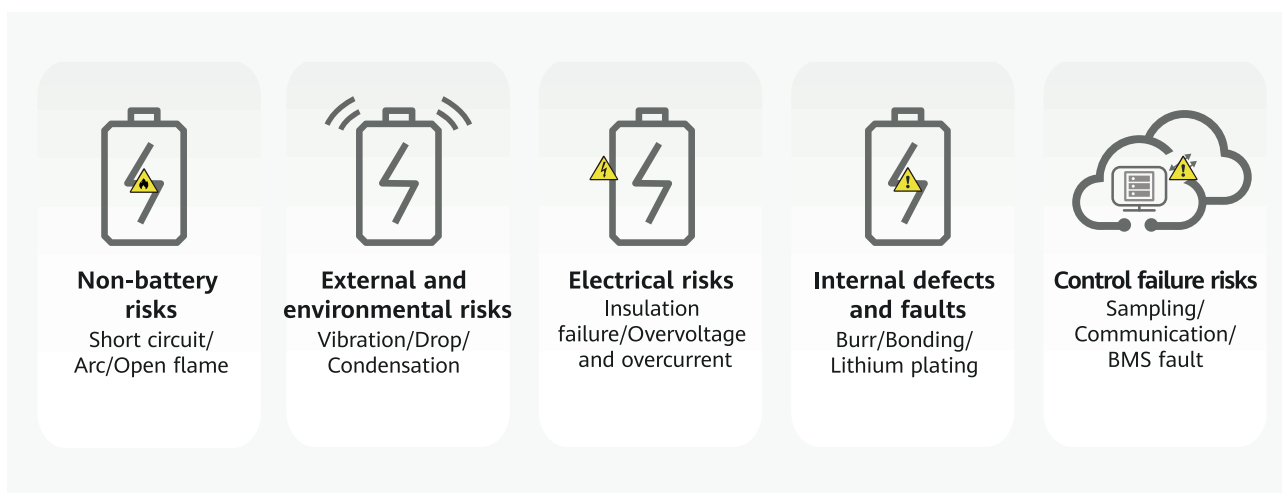 Non-battery
risks
Short circuit/
Arc/Open flame
External and
environmental risks
Vibration/Drop/
Condensation
Electrical risks
Insulation
failure/Overvoltage
and overcurrent
Internal defects
and faults
Burr/Bonding/
Lithium plating
Control failure risks
Sampling/
Communication/
BMS fault